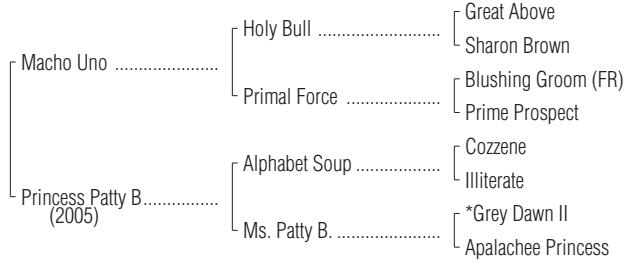 Great Above
Holy Bull ..........................
Sharon Brown
Macho Uno ......................
Blushing Groom (FR)
Primal Force ....................
Prime Prospect
Cozzene
Alphabet Soup ..................
Illiterate
Princess Patty B................
(2005)
*Grey Dawn II
Ms. Patty B. ......................
Apalachee Princess